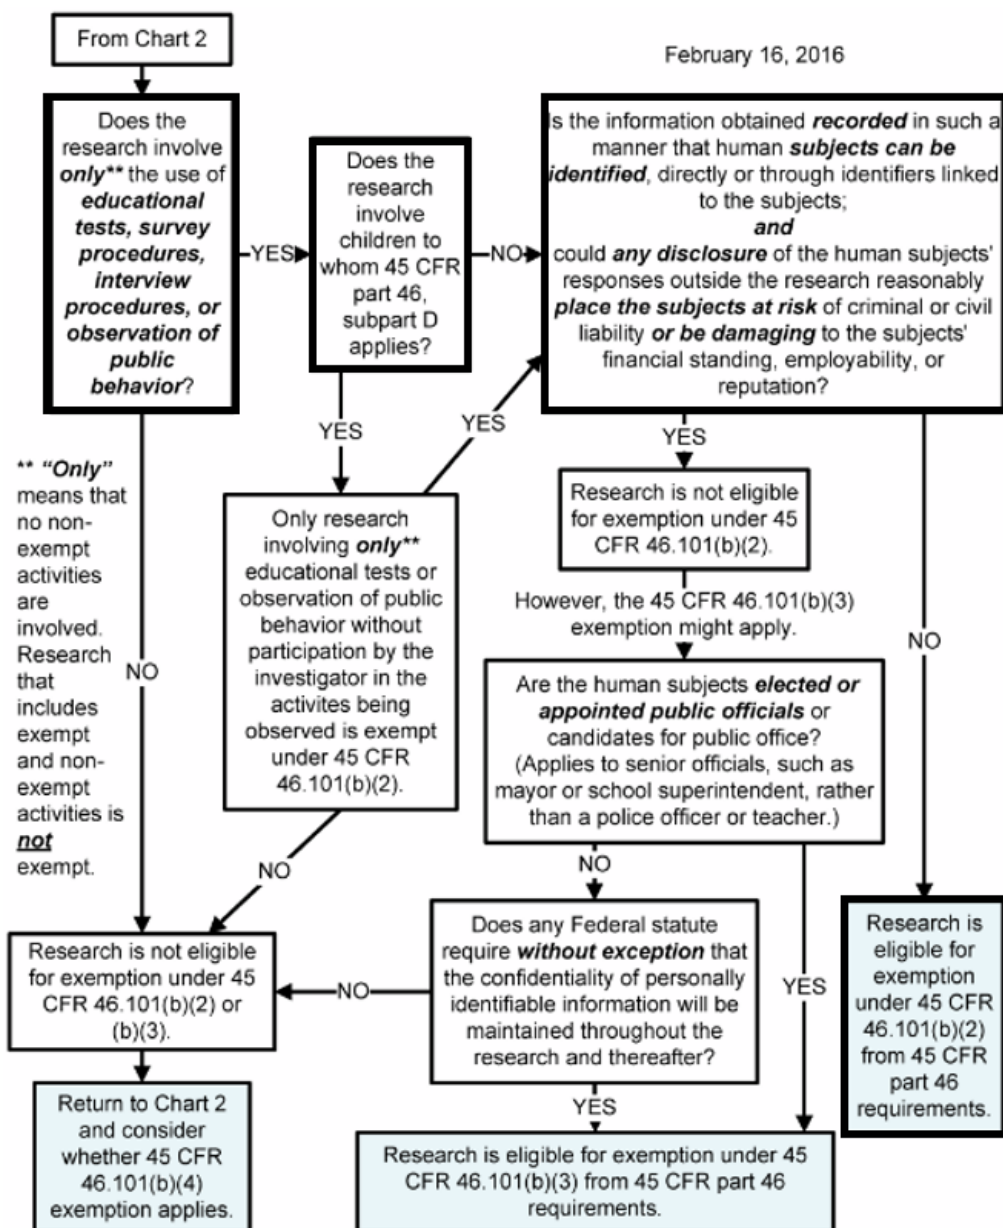 From Chart 2
February 16, 2016
Does the
research involve
only** the use of
educational
tests, survey
procedures,
interview
procedures, or
observation of
public
behavior?
YES
Does the
research
involve
children to
whom 45 CFR
part 46,
subpart D
applies?
NO
Is the information obtained recorded in such a
manner that human subjects can be
identified, directly or through identifiers linked
to the subjects;
and
could any disclosure of the human subjects'
responses outside the research reasonably
place the subjects at risk of criminal or civil
liability or be damaging to the subjects'
financial standing, employability, or
reputation?
YES
YES
YES
** "Only"
means that
no non-
exempt
activities
are
involved.
Research
that
includes
exempt
and non-
exempt
activities is
not
exempt.
NO
Only research
involving only**
educational tests or
observation of public
behavior without
participation by the
investigator in the
activites being
observed is exempt
under 45 CFR
46.101(b)(2).
Research is not eligible
for exemption under 45
CFR 46.101(b)(2).
However, the 45 CFR 46.101(b)(3)
exemption might apply.
NO
Are the human subjects elected or
appointed public officials or
candidates for public office?
(Applies to senior officials, such as
mayor or school superintendent, rather
than a police officer or teacher.)
NO
NO
Research is not eligible
for exemption under 45
CFR 46.101(b)(2) or
(b)(3).
NO
Does any Federal statute
require without exception that
the confidentiality of personally
identifiable information will be
maintained throughout the
research and thereafter?
YES
Research is
eligible for
exemption
under 45 CFR
46.101(b)(2)
from 45 CFR
part 46
requirements.
YES
Return to Chart 2
and consider
whether 45 CFR
46.101(b)(4)
exemption applies.
Research is eligible for exemption under 45
CFR 46.101(b)(3) from 45 CFR part 46
requirements.